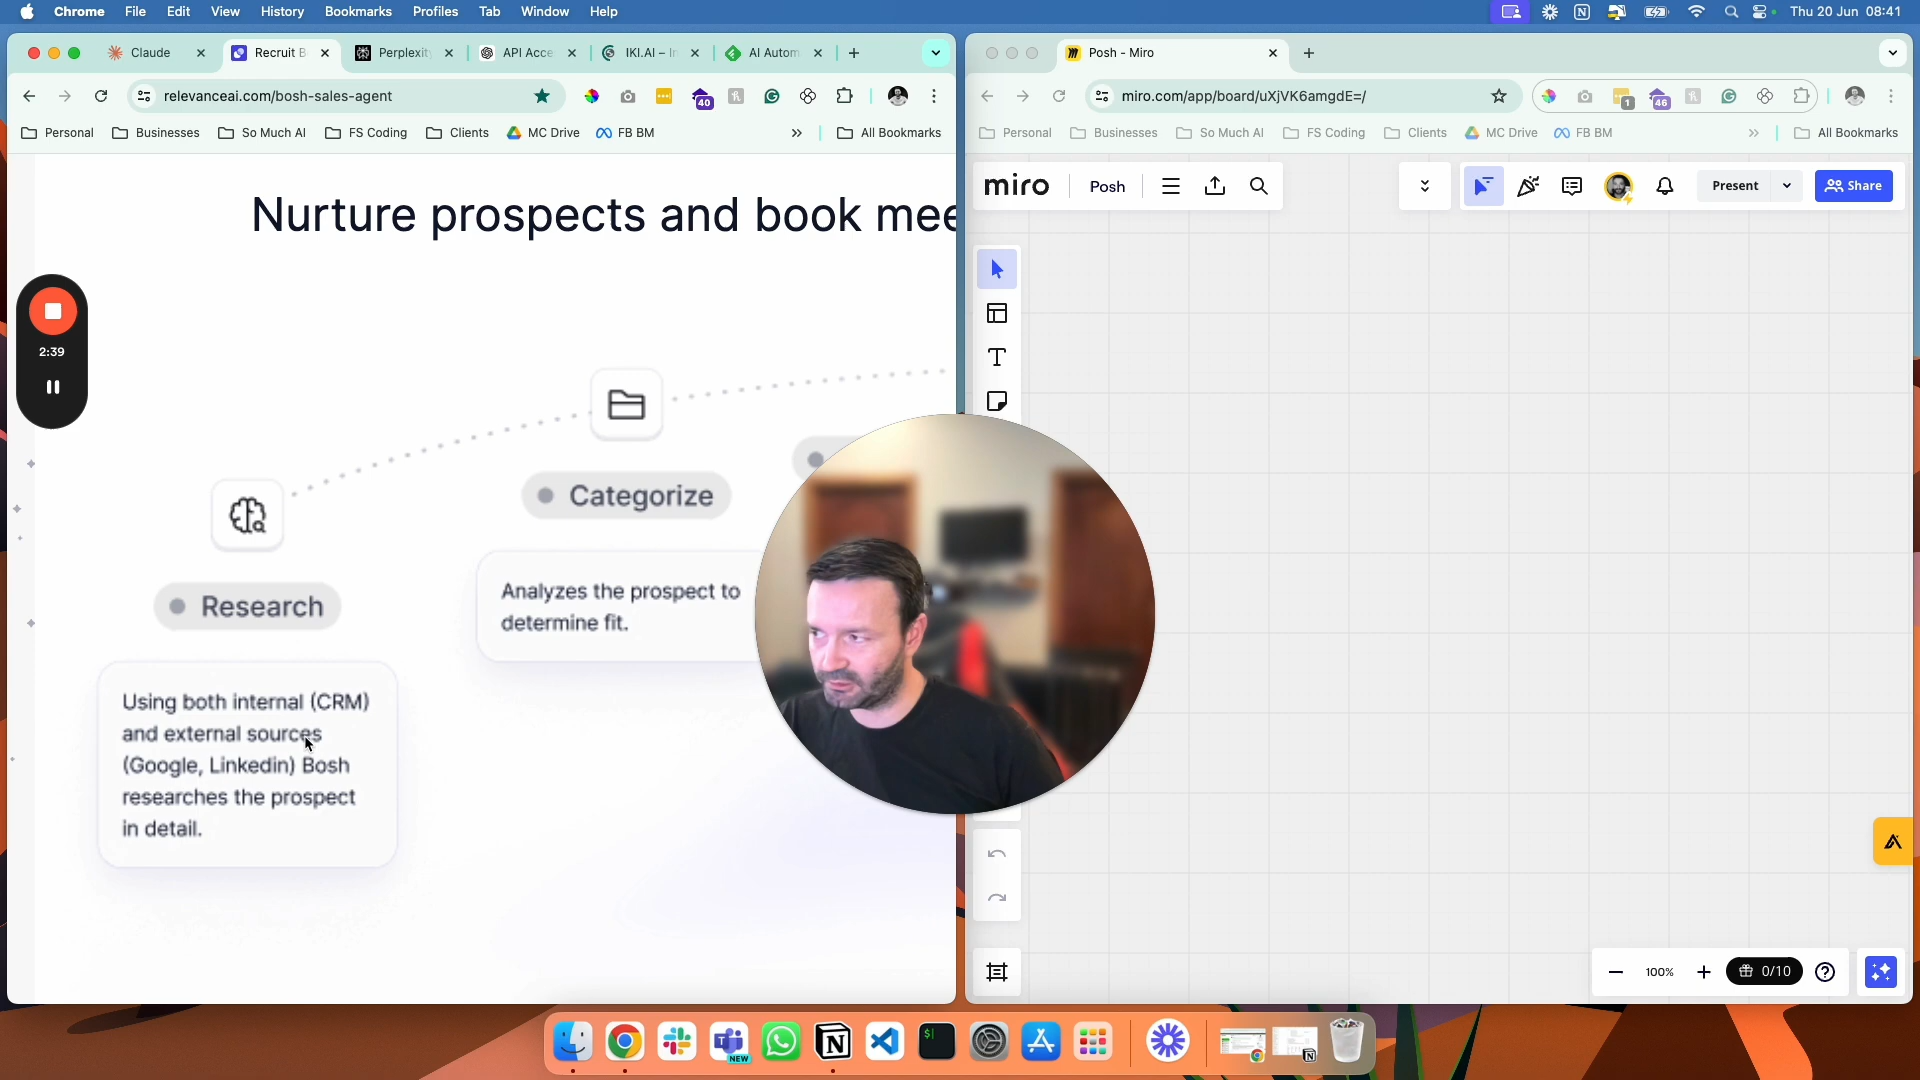 Chrome File Edit View History Bookmarks Profiles Tab Window Help
Thu 20 Jun 08:41
Claude
Recruit B
Perplexit
API Acce
IKI.AI – In
AI Autom
Posh - Miro
relevanceai.com/bosh-sales-agent
40
miro.com/app/board/uXjVK6amgdE=/
1
46
Personal Businesses So Much AI FS Coding Clients MC Drive FB BM
All Bookmarks
Personal Businesses So Much AI FS Coding Clients MC Drive FB BM
All Bookmarks
miro
Posh
Present
Share
Nurture prospects and book mee
2:39
Categorize
Analyzes the prospect to
determine fit.
Research
Using both internal (CRM)
and external sources
(Google, Linkedin) Bosh
researches the prospect
in detail.
100%
0/10
NEW